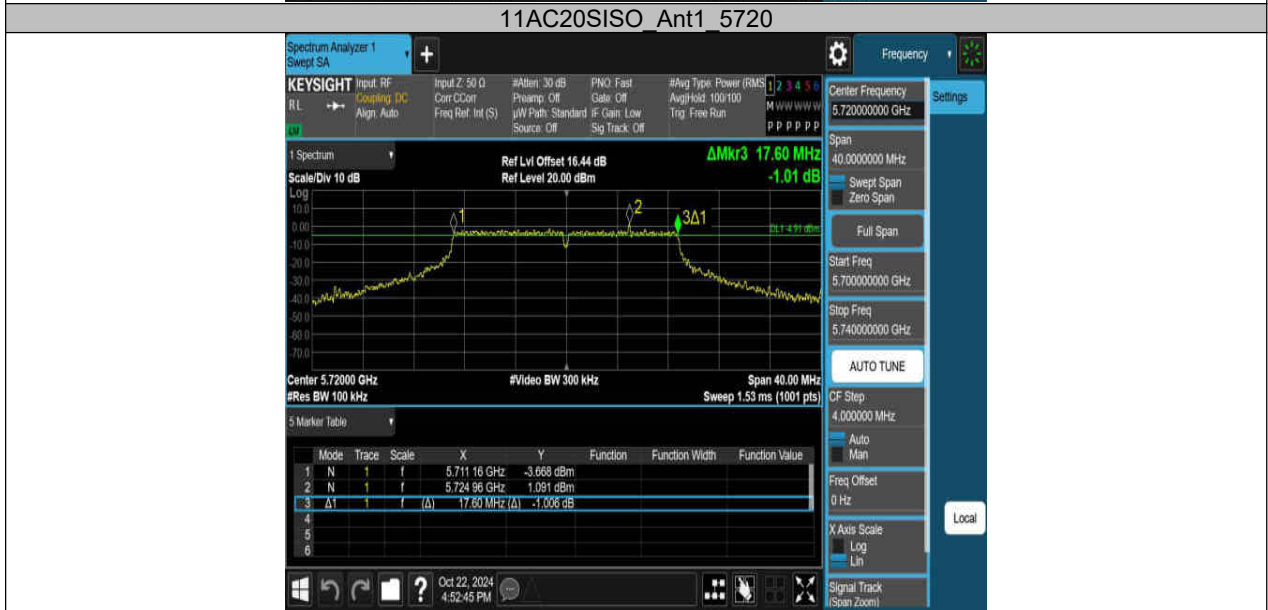 11AC20SISO_Ant1_5720
Spectrum Analyzer 1
Swept SA
+
Frequency
KEYSIGHT
RL
LM
Input: RF
Coupling: DC
Align: Auto
Input Z: 50 Ω
Corr CCorr
Freq Ref: Int (S)
#Atten: 30 dB
Preamp: Off
µW Path: Standard
Source: Off
PNO: Fast
Gate: Off
IF Gain: Low
Sig Track: Off
#Avg Type: Power (RMS
Avg|Hold: 100/100
Trig: Free Run
1 2 3 4 5 6
M W W W W W
P P P P P P
1 Spectrum
Scale/Div 10 dB
Ref Lvl Offset 16.44 dB
Ref Level 20.00 dBm
ΔMkr3 17.60 MHz
-1.01 dB
Log
10.0
0.00
-10.0
-20.0
-30.0
-40.0
-50.0
-60.0
-70.0
1
2
3Δ1
DL1 -4.91 dBm
Center 5.72000 GHz
#Video BW 300 kHz
Span 40.00 MHz
#Res BW 100 kHz
Sweep 1.53 ms (1001 pts)
5 Marker Table
Mode Trace Scale X Y Function Function Width Function Value
1 N 1 f 5.711 16 GHz -3.668 dBm
2 N 1 f 5.724 96 GHz 1.091 dBm
3 Δ1 1 f (Δ) 17.60 MHz (Δ) -1.006 dB
4
5
6
Center Frequency
5.720000000 GHz
Settings
Span
40.0000000 MHz
Swept Span
Zero Span
Full Span
Start Freq
5.700000000 GHz
Stop Freq
5.740000000 GHz
AUTO TUNE
CF Step
4.000000 MHz
Auto
Man
Freq Offset
0 Hz
X Axis Scale
Log
Lin
Local
Signal Track
(Span Zoom)
?
Oct 22, 2024
4:52:45 PM